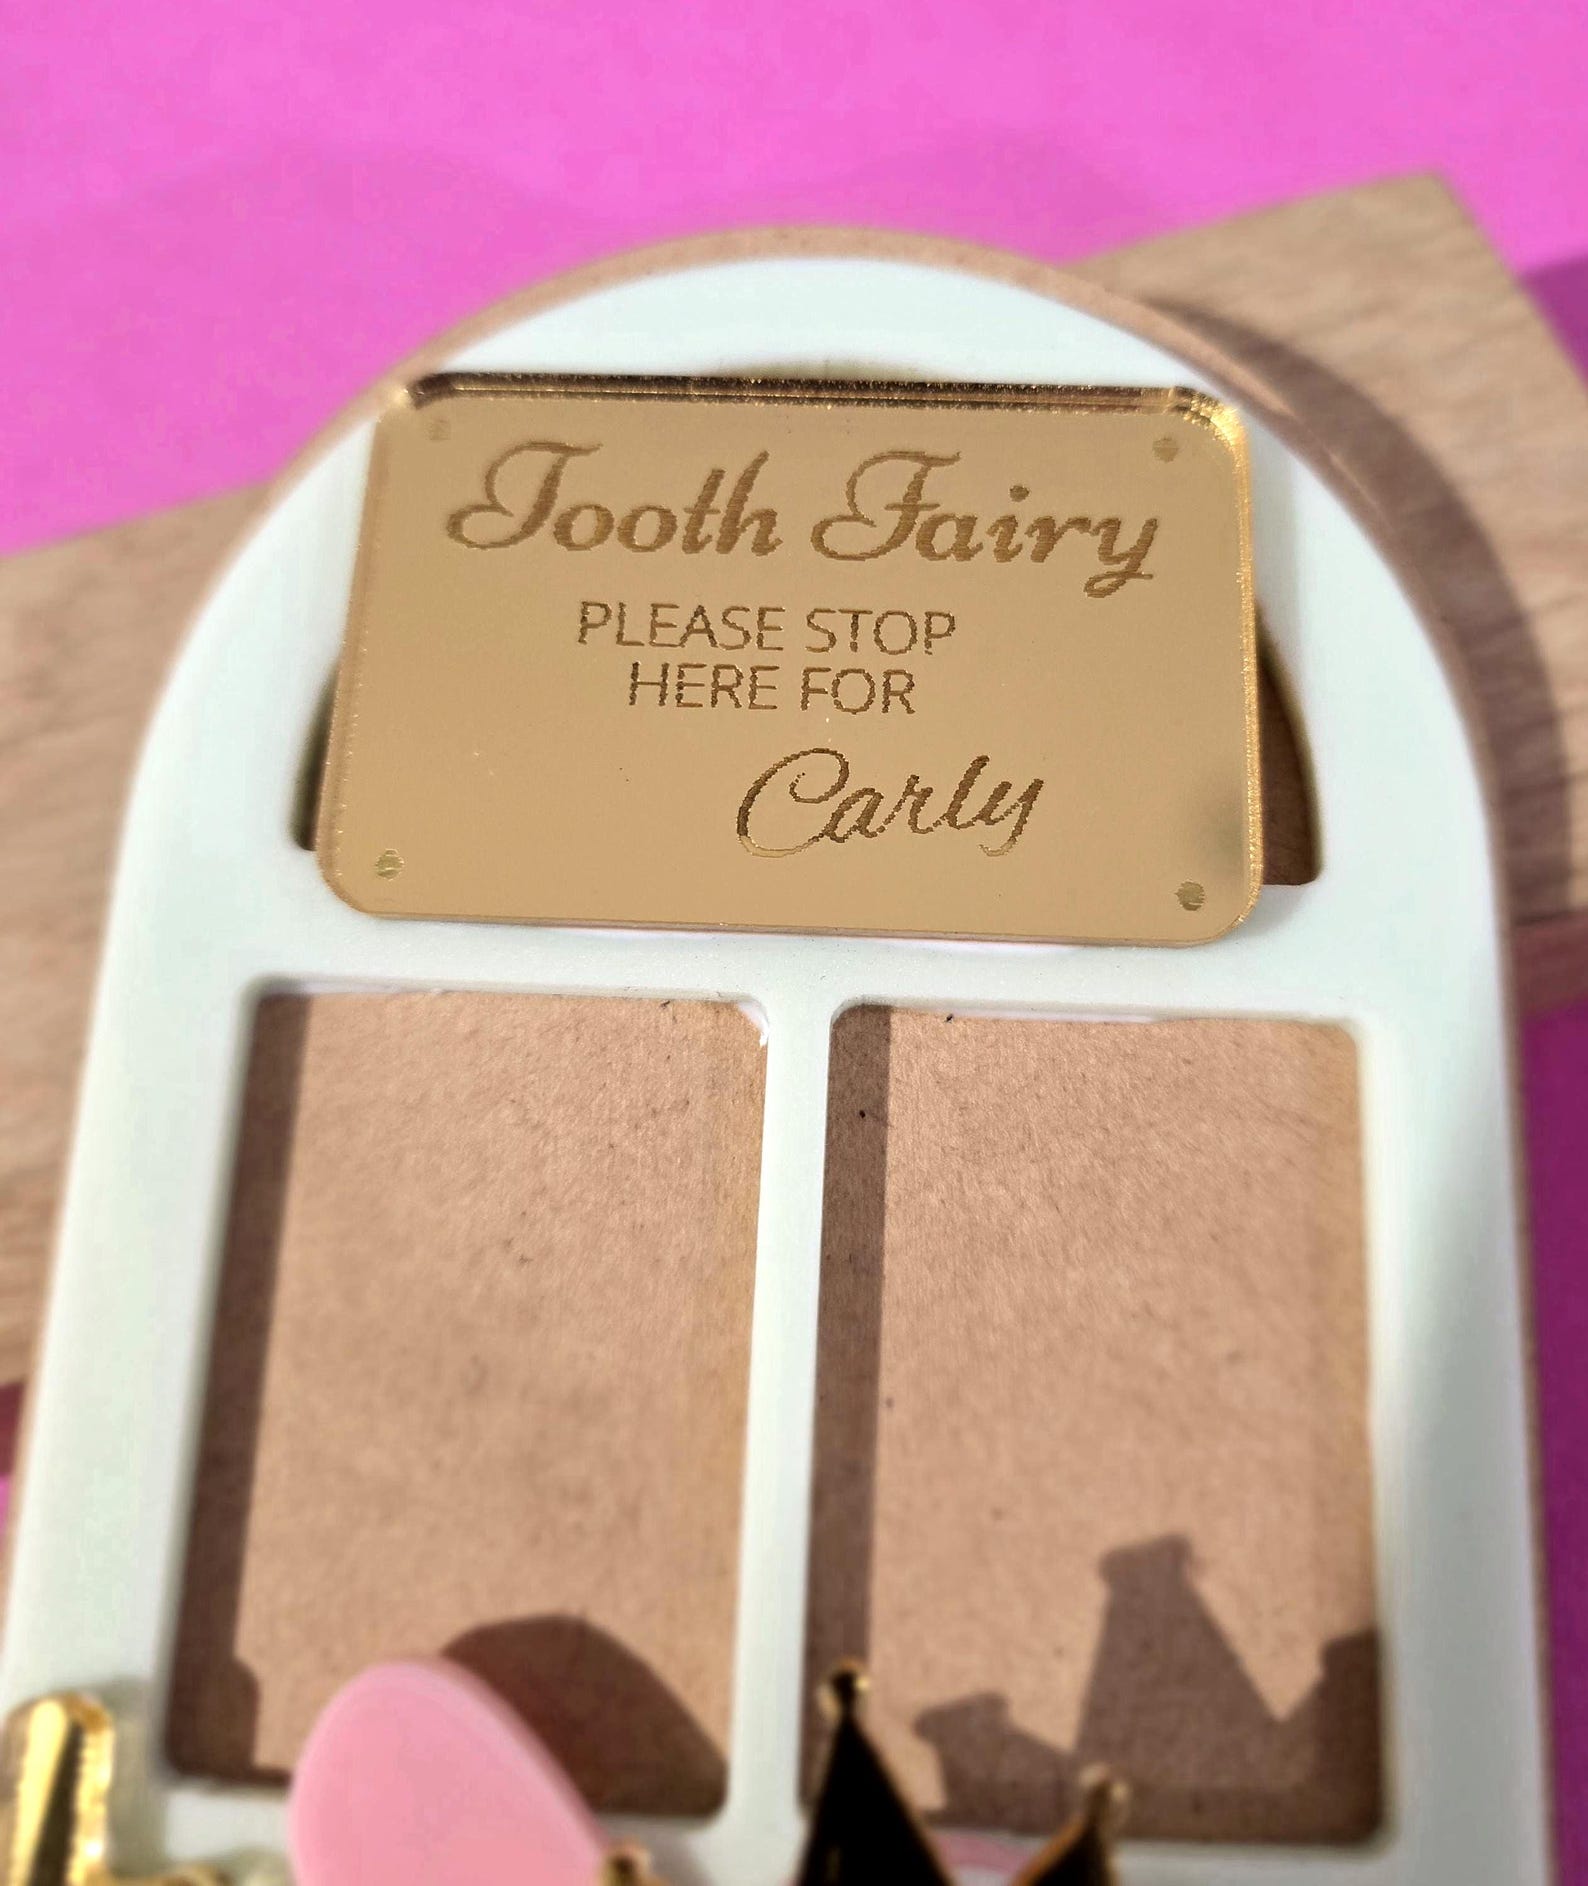 Tooth Fairy
PLEASE STOP
HERE FOR
Carly